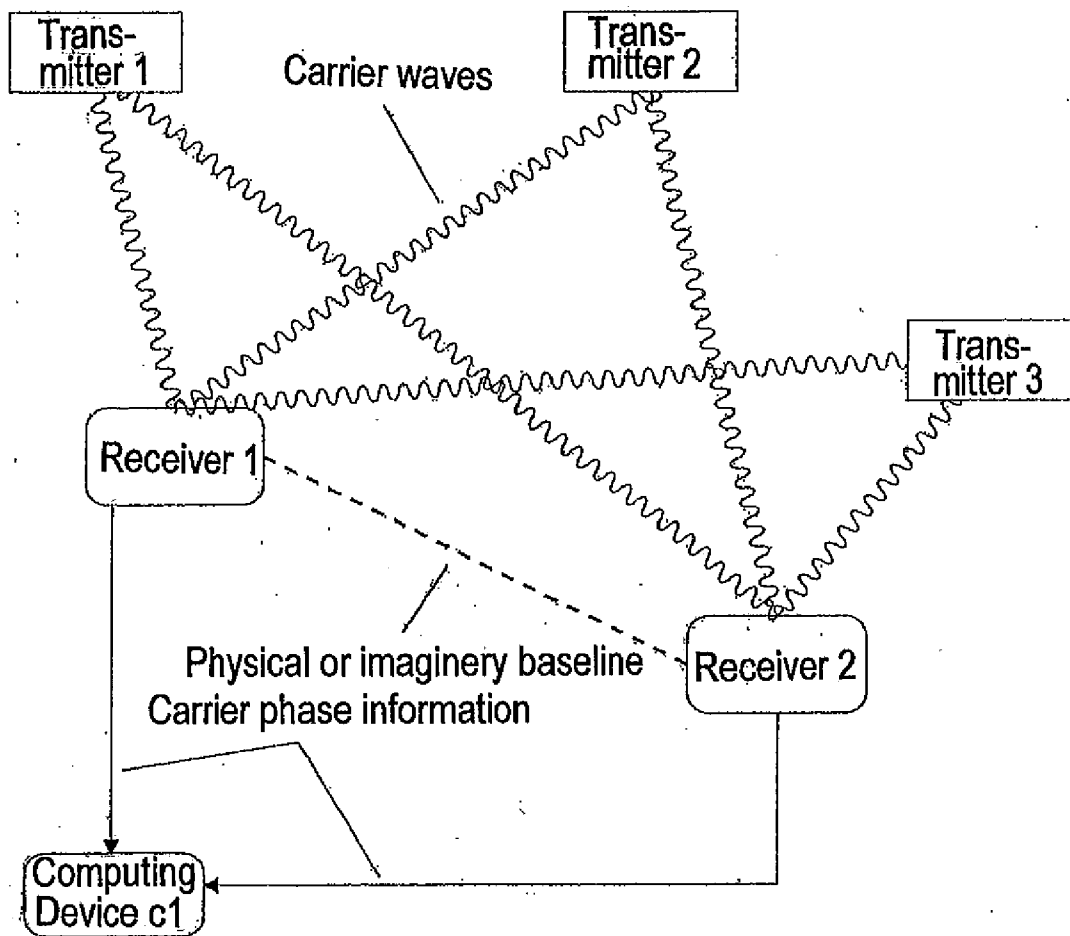 Trans-
mitter 1
Trans-
mitter 2
Carrier waves
Trans-
mitter 3
Receiver 1
Physical or imaginery baseline
Receiver 2
Carrier phase information
Computing
Device c1